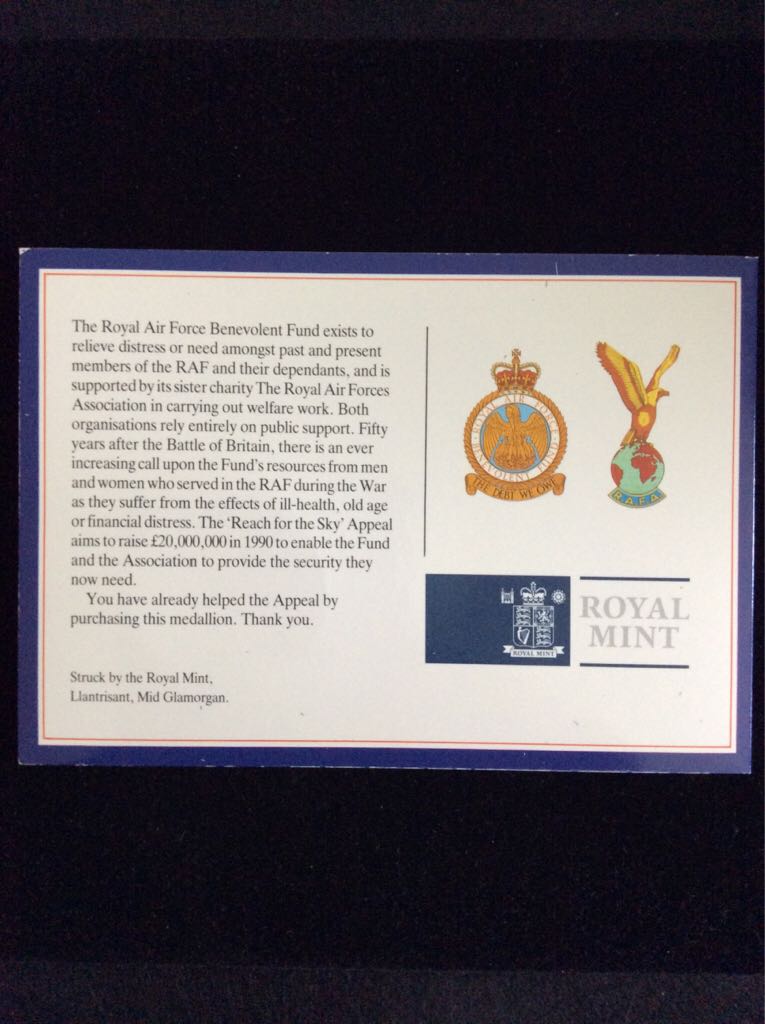 The Royal Air Force Benevolent Fund exists to
relieve distress or need amongst past and present
members of the RAF and their dependants, and is
supported by its sister charity The Royal Air Forces
Association in carrying out welfare work. Both
organisations rely entirely on public support. Fifty
years after the Battle of Britain, there is an ever
increasing call upon the Fund's resources from men
and women who served in the RAF during the War
as they suffer from the effects of ill-health, old age
or financial distress. The 'Reach for the Sky' Appeal
aims to raise £20,000,000 in 1990 to enable the Fund
and the Association to provide the security they
now need.
You have already helped the Appeal by
purchasing this medallion. Thank you.
Struck by the Royal Mint,
Llantrisant, Mid Glamorgan.
ROYAL AIR FORCE
BENEVOLENT FUND
THE DEBT WE OWE
RAFA
ROYAL MINT
ROYAL
MINT